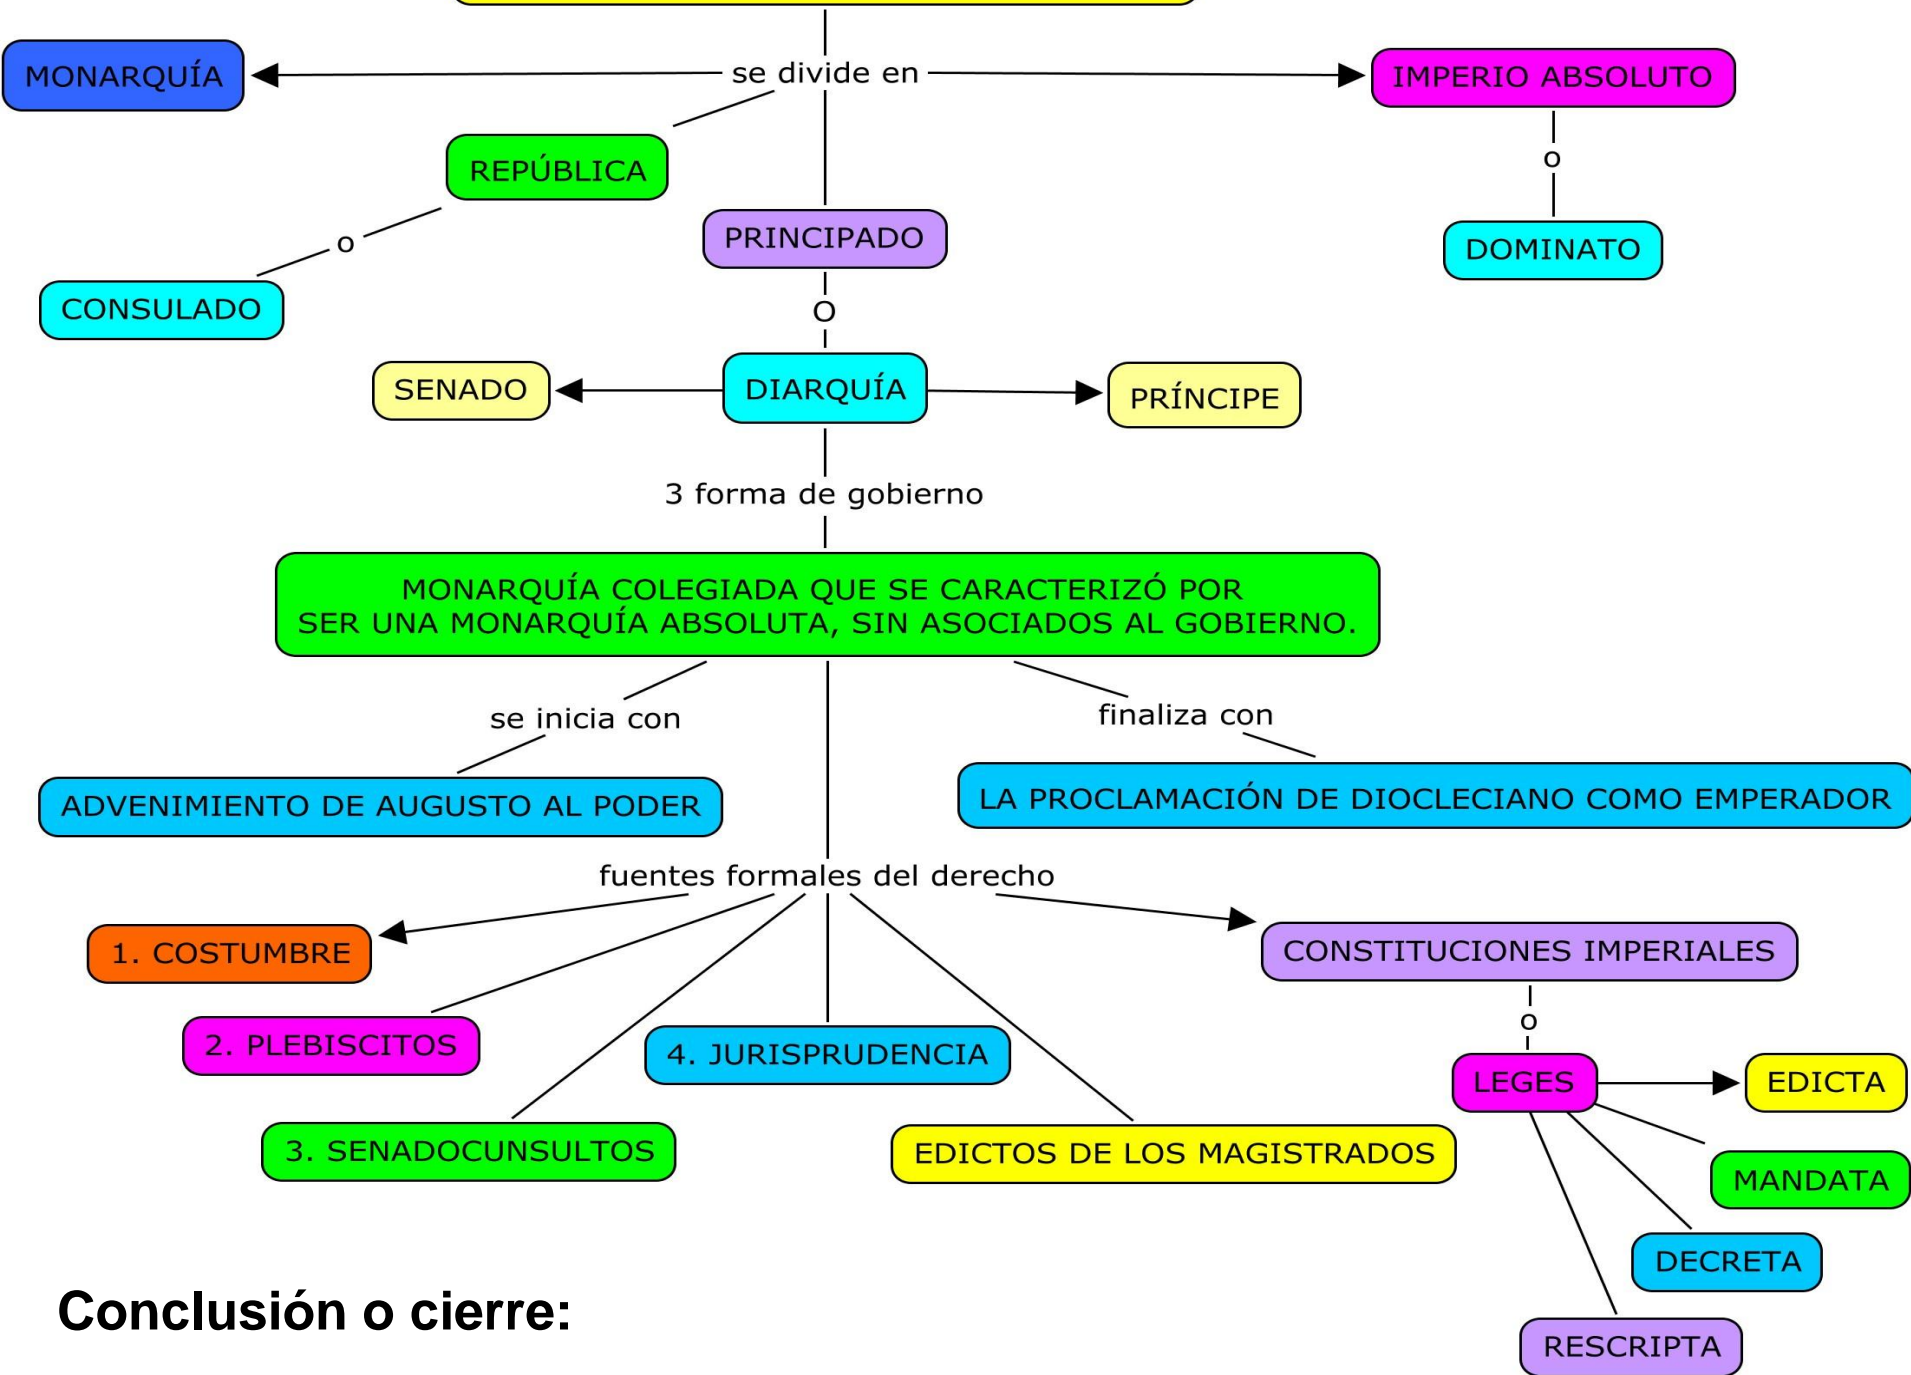 MONARQUÍA
se divide en
IMPERIO ABSOLUTO
REPÚBLICA
o
PRINCIPADO
o
DOMINATO
CONSULADO
O
SENADO
DIARQUÍA
PRÍNCIPE
3 forma de gobierno
MONARQUÍA COLEGIADA QUE SE CARACTERIZÓ POR
SER UNA MONARQUÍA ABSOLUTA, SIN ASOCIADOS AL GOBIERNO.
se inicia con
finaliza con
ADVENIMIENTO DE AUGUSTO AL PODER
LA PROCLAMACIÓN DE DIOCLECIANO COMO EMPERADOR
fuentes formales del derecho
1. COSTUMBRE
CONSTITUCIONES IMPERIALES
2. PLEBISCITOS
4. JURISPRUDENCIA
o
LEGES
EDICTA
3. SENADOCUNSULTOS
EDICTOS DE LOS MAGISTRADOS
MANDATA
DECRETA
RESCRIPTA
Conclusión o cierre: